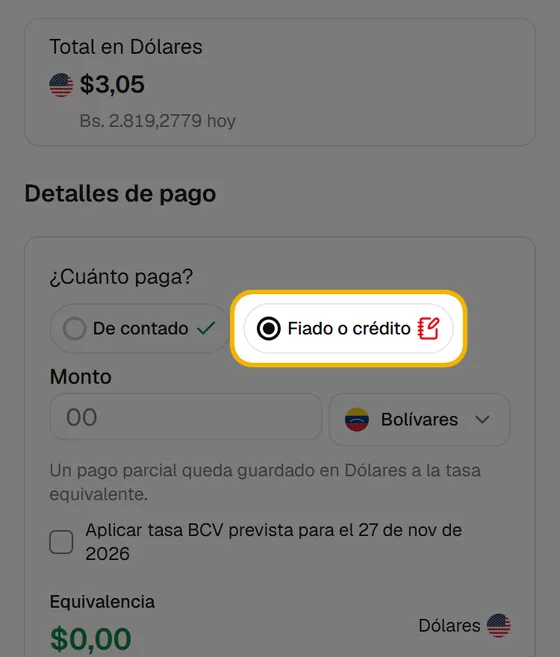 Total en Dólares
$3,05
Bs. 2.819,2779 hoy
Detalles de pago
¿Cuánto paga?
De contado
Fiado o crédito
Monto
00
Bolívares
Un pago parcial queda guardado en Dólares a la tasa
equivalente.
Aplicar tasa BCV prevista para el 27 de nov de
2026
Equivalencia
Dólares
$0,00